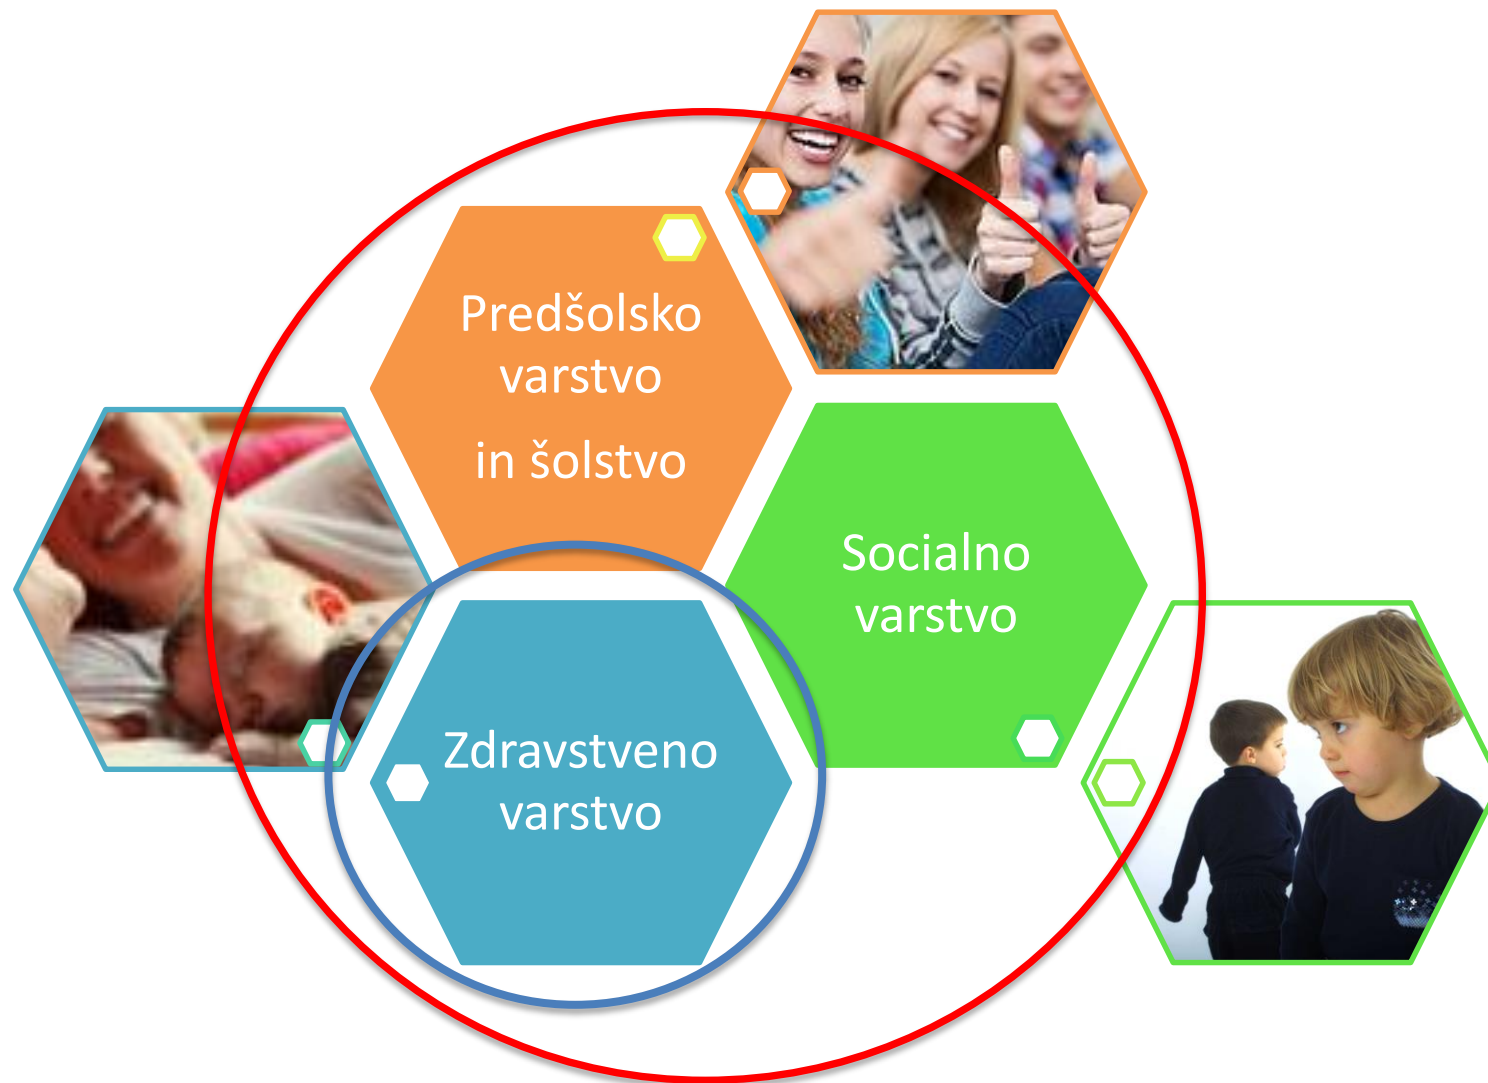 Predšolsko
varstvo
in šolstvo
Socialno
varstvo
Zdravstveno
varstvo